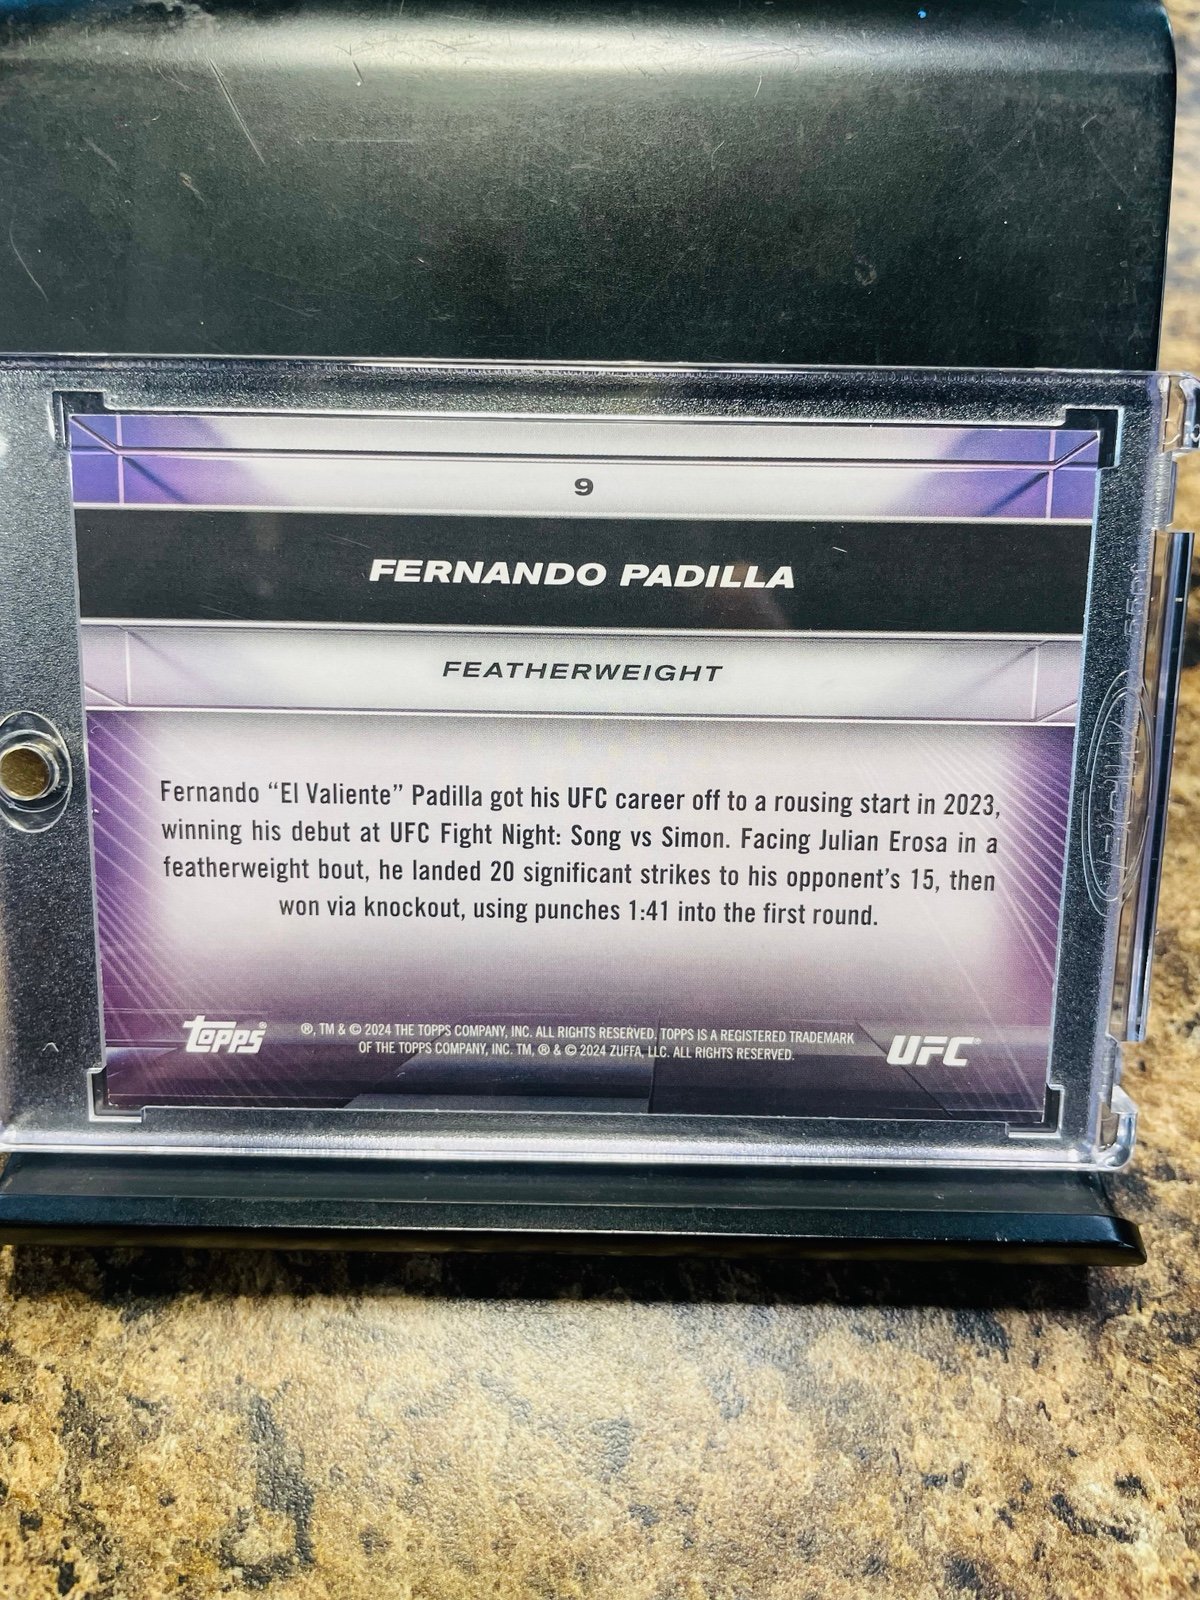 9
FERNANDO PADILLA
FEATHERWEIGHT
Fernando “El Valiente” Padilla got his UFC career off to a rousing start in 2023,
winning his debut at UFC Fight Night: Song vs Simon. Facing Julian Erosa in a
featherweight bout, he landed 20 significant strikes to his opponent’s 15, then
won via knockout, using punches 1:41 into the first round.
Topps®
®, TM & © 2024 THE TOPPS COMPANY, INC. ALL RIGHTS RESERVED. TOPPS IS A REGISTERED TRADEMARK
OF THE TOPPS COMPANY, INC. TM, ® & © 2024 ZUFFA, LLC. ALL RIGHTS RESERVED.
UFC®